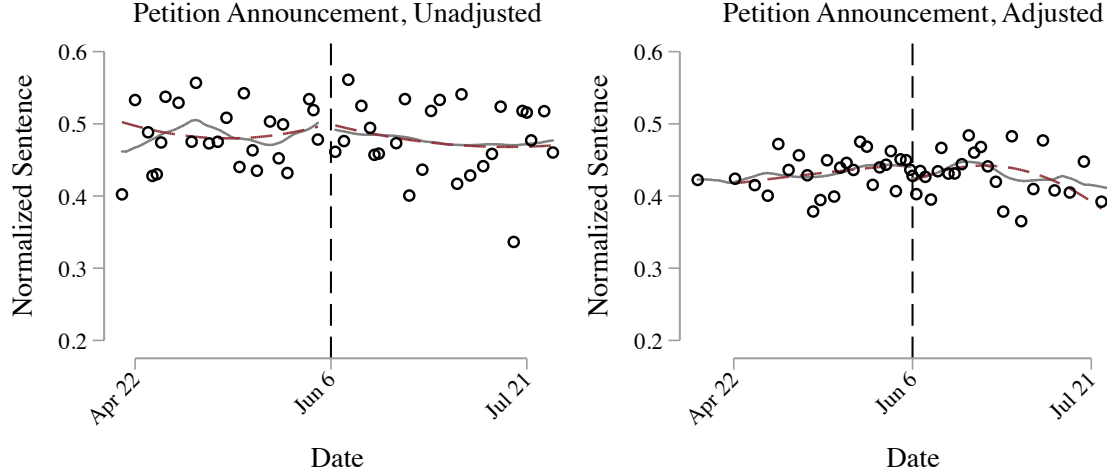 Petition Announcement, Unadjusted
Normalized Sentence
0.6
0.5
0.4
0.3
0.2
Apr 22
Jun 6
Jul 21
Date
Petition Announcement, Adjusted
Normalized Sentence
0.6
0.5
0.4
0.3
0.2
Apr 22
Jun 6
Jul 21
Date